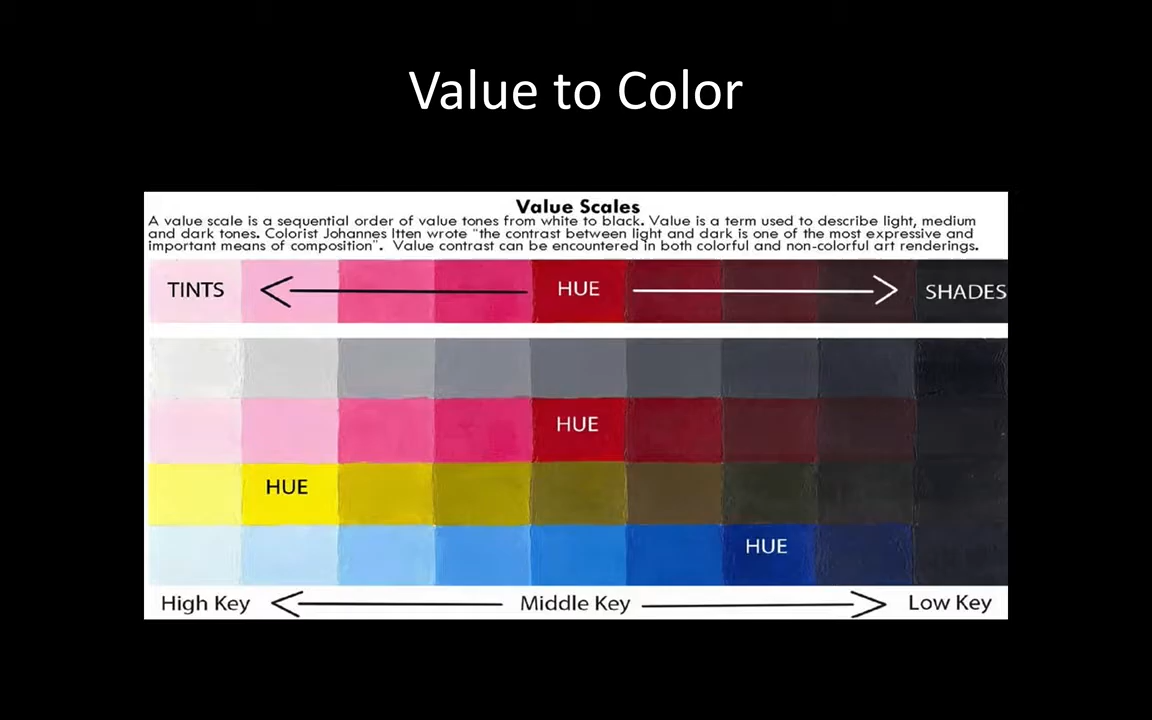 Value to Color
Value Scales
A value scale is a sequential order of value tones from white to black. Value is a term used to describe light, medium
and dark tones. Colorist Johannes Itten wrote "the contrast between light and dark is one of the most expressive and
important means of composition". Value contrast can be encountered in both colorful and non-colorful art renderings.
TINTS HUE SHADES
HUE
HUE
HUE
High Key Middle Key Low Key